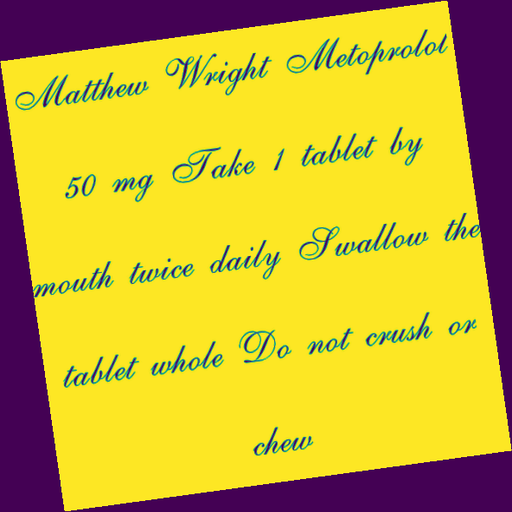 Matthew Wright Metoprolol
50 mg Take 1 tablet by
mouth twice daily Swallow the
tablet whole Do not crush or
chew